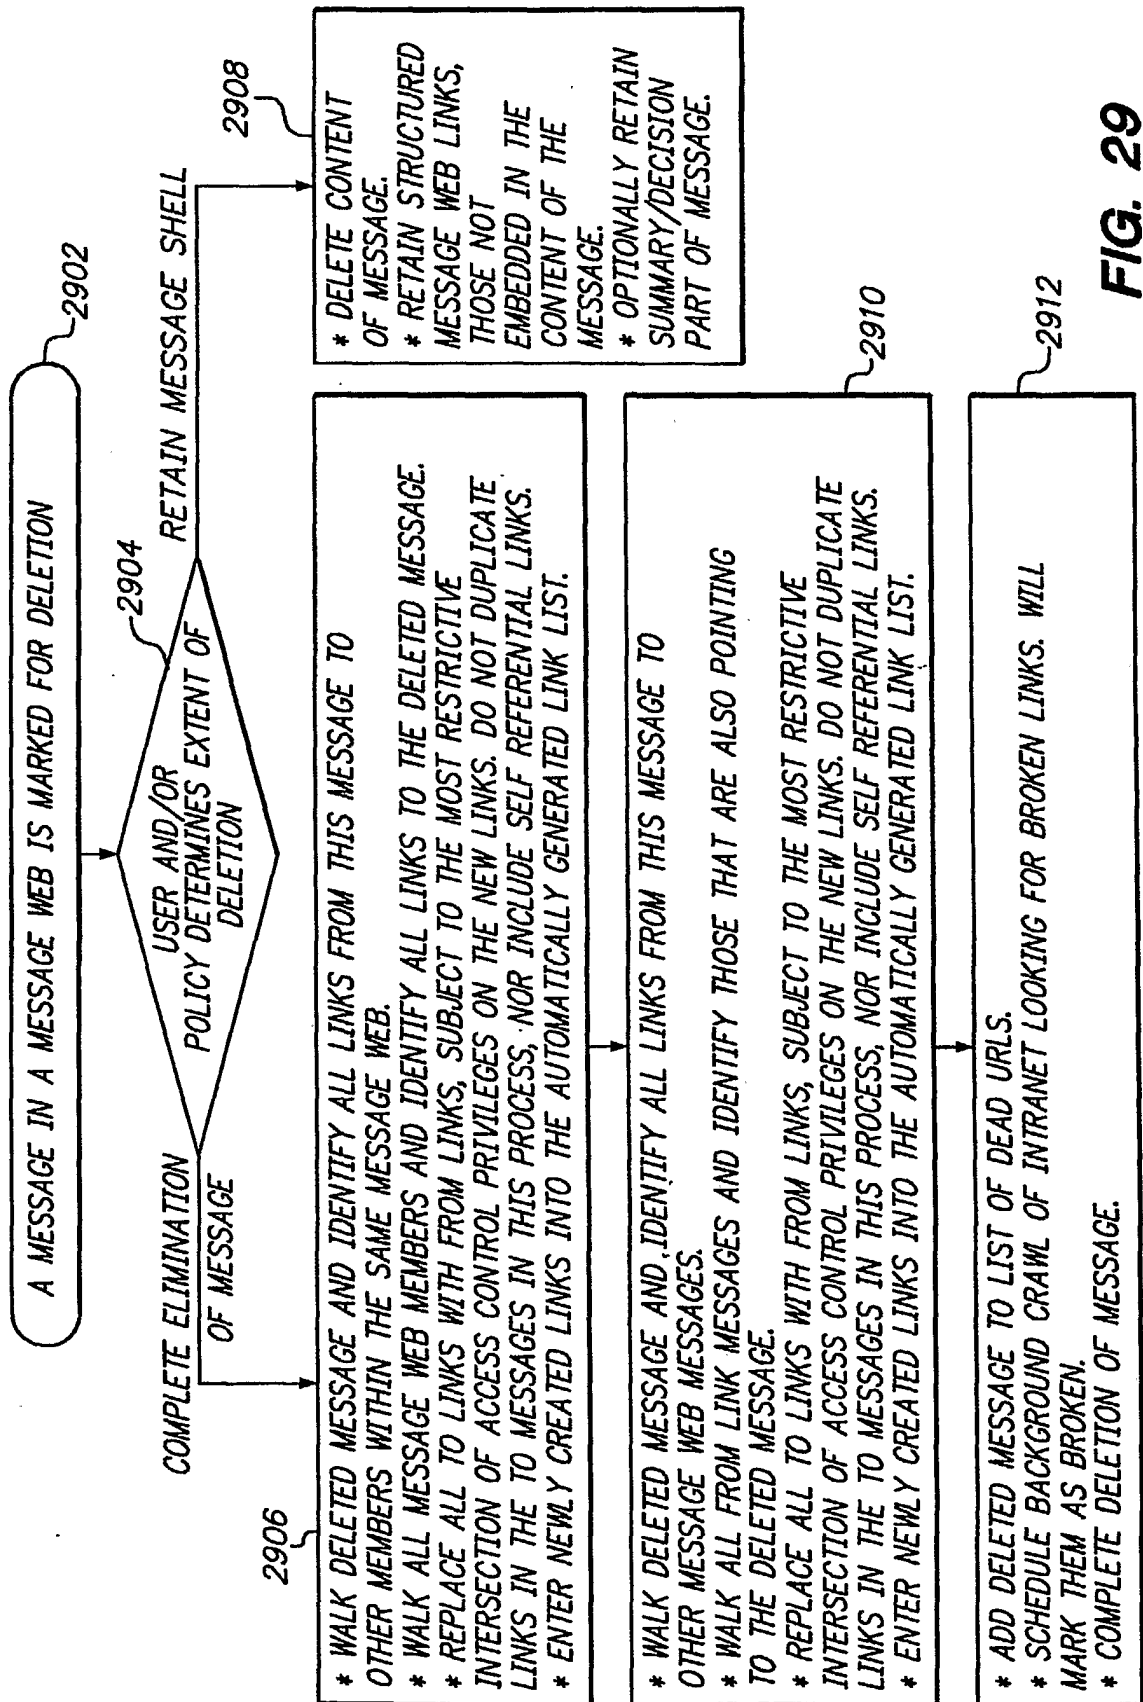 A MESSAGE IN A MESSAGE WEB IS MARKED FOR DELETION
2902
USER AND/OR
POLICY DETERMINES EXTENT OF
DELETION
2904
COMPLETE ELIMINATION
OF MESSAGE
RETAIN MESSAGE SHELL
2906
* WALK DELETED MESSAGE AND IDENTIFY ALL LINKS FROM THIS MESSAGE TO
OTHER MEMBERS WITHIN THE SAME MESSAGE WEB.
* WALK ALL MESSAGE WEB MEMBERS AND IDENTIFY ALL LINKS TO THE DELETED MESSAGE.
* REPLACE ALL TO LINKS WITH FROM LINKS, SUBJECT TO THE MOST RESTRICTIVE
INTERSECTION OF ACCESS CONTROL PRIVILEGES ON THE NEW LINKS. DO NOT DUPLICATE
LINKS IN THE TO MESSAGES IN THIS PROCESS, NOR INCLUDE SELF REFERENTIAL LINKS.
* ENTER NEWLY CREATED LINKS INTO THE AUTOMATICALLY GENERATED LINK LIST.
2908
* DELETE CONTENT
OF MESSAGE.
* RETAIN STRUCTURED
MESSAGE WEB LINKS,
THOSE NOT
EMBEDDED IN THE
CONTENT OF THE
MESSAGE.
* OPTIONALLY RETAIN
SUMMARY/DECISION
PART OF MESSAGE.
2910
* WALK DELETED MESSAGE AND IDENTIFY ALL LINKS FROM THIS MESSAGE TO
OTHER MESSAGE WEB MESSAGES.
* WALK ALL FROM LINK MESSAGES AND IDENTIFY THOSE THAT ARE ALSO POINTING
TO THE DELETED MESSAGE.
* REPLACE ALL TO LINKS WITH FROM LINKS, SUBJECT TO THE MOST RESTRICTIVE
INTERSECTION OF ACCESS CONTROL PRIVILEGES ON THE NEW LINKS. DO NOT DUPLICATE
LINKS IN THE TO MESSAGES IN THIS PROCESS, NOR INCLUDE SELF REFERENTIAL LINKS.
* ENTER NEWLY CREATED LINKS INTO THE AUTOMATICALLY GENERATED LINK LIST.
2912
* ADD DELETED MESSAGE TO LIST OF DEAD URLS.
* SCHEDULE BACKGROUND CRAWL OF INTRANET LOOKING FOR BROKEN LINKS. WILL
MARK THEM AS BROKEN.
* COMPLETE DELETION OF MESSAGE.
FIG. 29